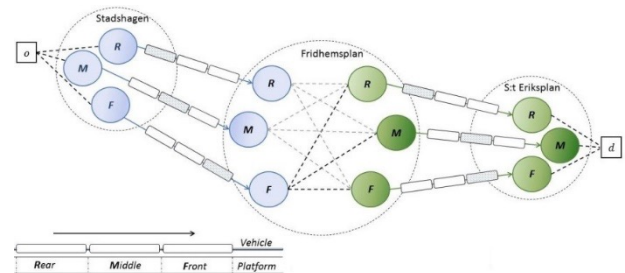 Stadshagen
Fridhemsplan
S:t Eriksplan
o
R
M
F
R
M
F
R
M
F
R
M
F
d
Vehicle
Rear Middle Front Platform